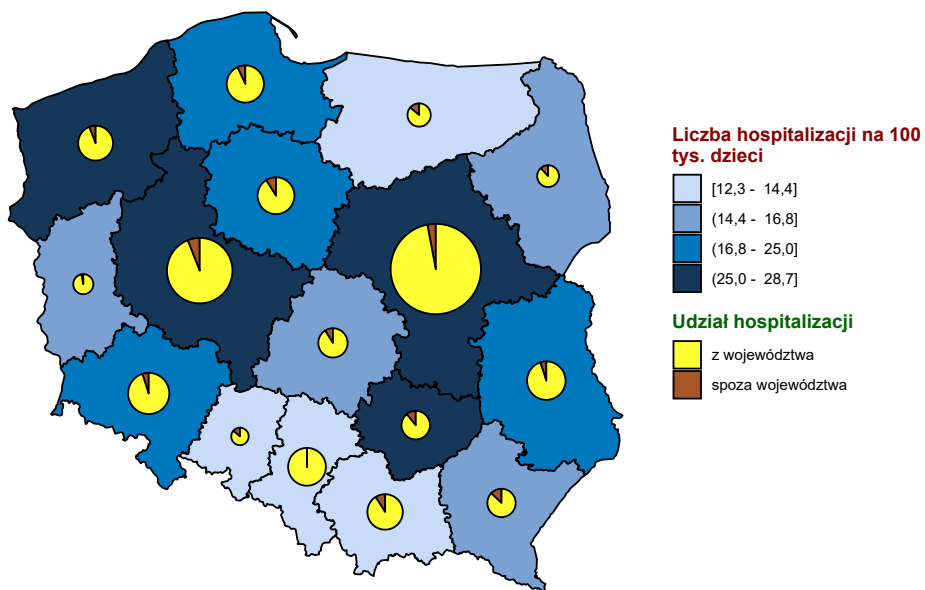 Liczba hospitalizacji na 100
tys. dzieci
[12,3 - 14,4]
(14,4 - 16,8]
(16,8 - 25,0]
(25,0 - 28,7]
Udział hospitalizacji
z województwa
spoza województwa